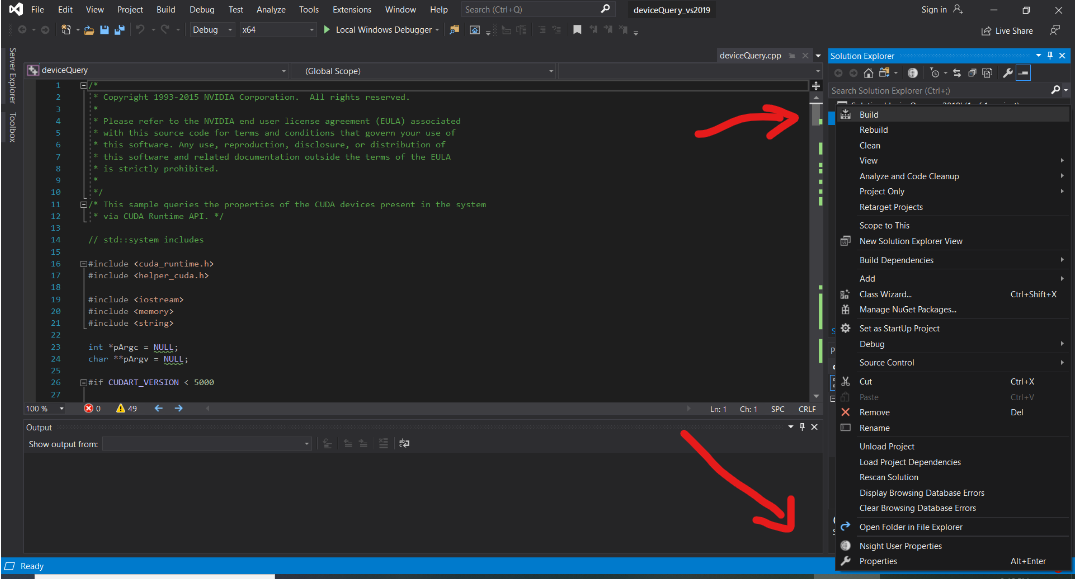 File Edit View Project Build Debug Test Analyze Tools Extensions Window Help Search (Ctrl+Q) deviceQuery_vs2019 Sign in
Debug x64 Local Windows Debugger Live Share
Server Explorer
Toolbox
deviceQuery.cpp
deviceQuery (Global Scope)
1 /*
2 * Copyright 1993-2015 NVIDIA Corporation.  All rights reserved.
3 *
4 * Please refer to the NVIDIA end user license agreement (EULA) associated
5 * with this source code for terms and conditions that govern your use of
6 * this software. Any use, reproduction, disclosure, or distribution of
7 * this software and related documentation outside the terms of the EULA
8 * is strictly prohibited.
9 *
10 */
11 /* This sample queries the properties of the CUDA devices present in the system
12 * via CUDA Runtime API. */
13
14 // std::system includes
15
16 #include <cuda_runtime.h>
17 #include <helper_cuda.h>
18
19 #include <iostream>
20 #include <memory>
21 #include <string>
22
23 int *pArgc = NULL;
24 char **pArgv = NULL;
25
26 #if CUDART_VERSION < 5000
27
100 % 0 49 Ln: 1 Ch: 1 SPC CRLF
Output
Show output from:
Ready
Solution Explorer
Search Solution Explorer (Ctrl+;)
Build
Rebuild
Clean
View
Analyze and Code Cleanup
Project Only
Retarget Projects
Scope to This
New Solution Explorer View
Build Dependencies
Add
Class Wizard... Ctrl+Shift+X
Manage NuGet Packages...
Set as StartUp Project
Debug
Source Control
Cut Ctrl+X
Paste Ctrl+V
Remove Del
Rename
Unload Project
Load Project Dependencies
Rescan Solution
Display Browsing Database Errors
Clear Browsing Database Errors
Open Folder in File Explorer
Nsight User Properties
Properties Alt+Enter